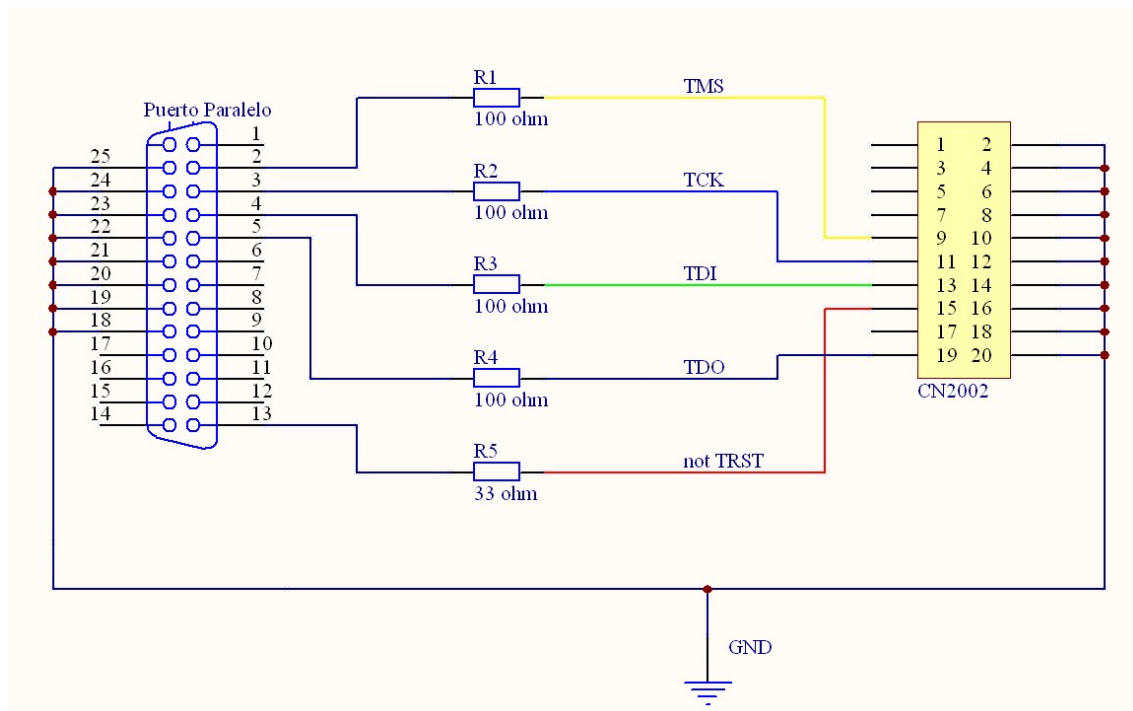 Puerto Paralelo
1
25
2
24
3
23
4
22
5
21
6
20
7
19
8
18
9
17
10
16
11
15
12
14
13
R1
100 ohm
TMS
R2
100 ohm
TCK
R3
100 ohm
TDI
R4
100 ohm
TDO
R5
33 ohm
not TRST
1 2
3 4
5 6
7 8
9 10
11 12
13 14
15 16
17 18
19 20
CN2002
GND